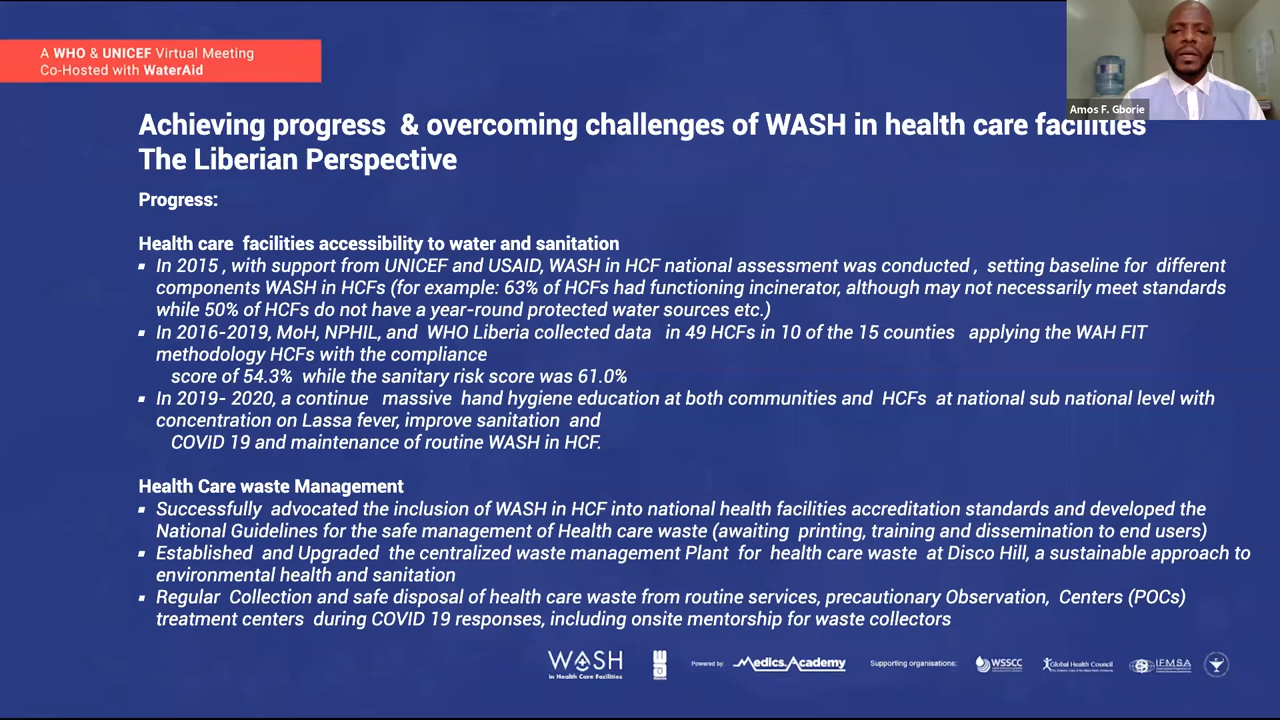 A WHO & UNICEF Virtual Meeting
Co-Hosted with WaterAid
Amos F. Gborie
Achieving progress & overcoming challenges of WASH in health care facilities
The Liberian Perspective
Progress:
Health care facilities accessibility to water and sanitation
▪ In 2015 , with support from UNICEF and USAID, WASH in HCF national assessment was conducted , setting baseline for different
components WASH in HCFs (for example: 63% of HCFs had functioning incinerator, although may not necessarily meet standards
while 50% of HCFs do not have a year-round protected water sources etc.)
▪ In 2016-2019, MoH, NPHIL, and WHO Liberia collected data in 49 HCFs in 10 of the 15 counties applying the WAH FIT
methodology HCFs with the compliance
score of 54.3% while the sanitary risk score was 61.0%
▪ In 2019- 2020, a continue massive hand hygiene education at both communities and HCFs at national sub national level with
concentration on Lassa fever, improve sanitation and
COVID 19 and maintenance of routine WASH in HCF.
Health Care waste Management
▪ Successfully advocated the inclusion of WASH in HCF into national health facilities accreditation standards and developed the
National Guidelines for the safe management of Health care waste (awaiting printing, training and dissemination to end users)
▪ Established and Upgraded the centralized waste management Plant for health care waste at Disco Hill, a sustainable approach to
environmental health and sanitation
▪ Regular Collection and safe disposal of health care waste from routine services, precautionary Observation, Centers (POCs)
treatment centers during COVID 19 responses, including onsite mentorship for waste collectors
WASH
in Health Care Facilities
Powered by: Medics.Academy
Supporting organisations: WSSCC Global Health Council IFMSA